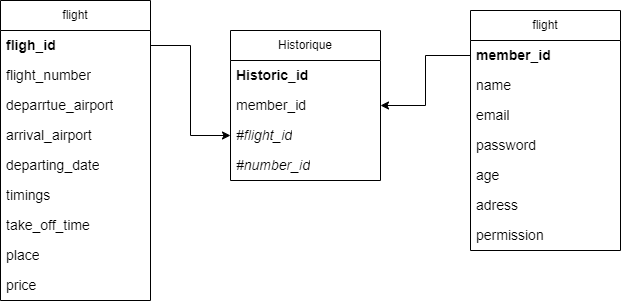 flight
fligh_id
flight_number
deparrtue_airport
arrival_airport
departing_date
timings
take_off_time
place
price
Historique
Historic_id
member_id
#flight_id
#number_id
flight
member_id
name
email
password
age
adress
permission